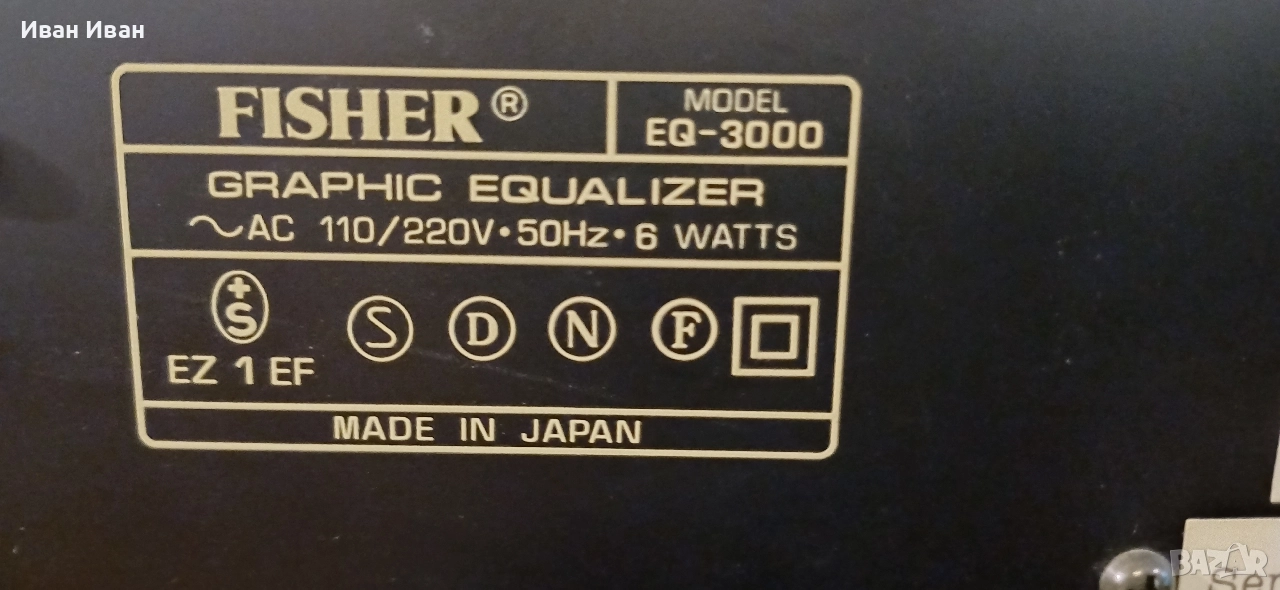 Иван Иван
FISHER ®
MODEL
EQ-3000
GRAPHIC EQUALIZER
~AC 110/220V•50Hz•6 WATTS
+S
EZ 1 EF
S D N F
MADE IN JAPAN
BAZAR